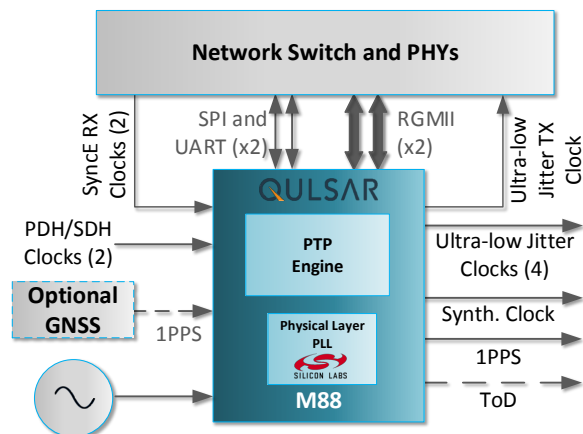 Network Switch and PHYs
SyncE RX
Clocks (2)
SPI and
UART (x2)
RGMII
(x2)
Ultra-low
Jitter TX
Clock
QULSAR
PDH/SDH
Clocks (2)
PTP
Engine
Ultra-low Jitter
Clocks (4)
Optional
GNSS
1PPS
Synth. Clock
Physical Layer
PLL
SILICON LABS
1PPS
M88
ToD